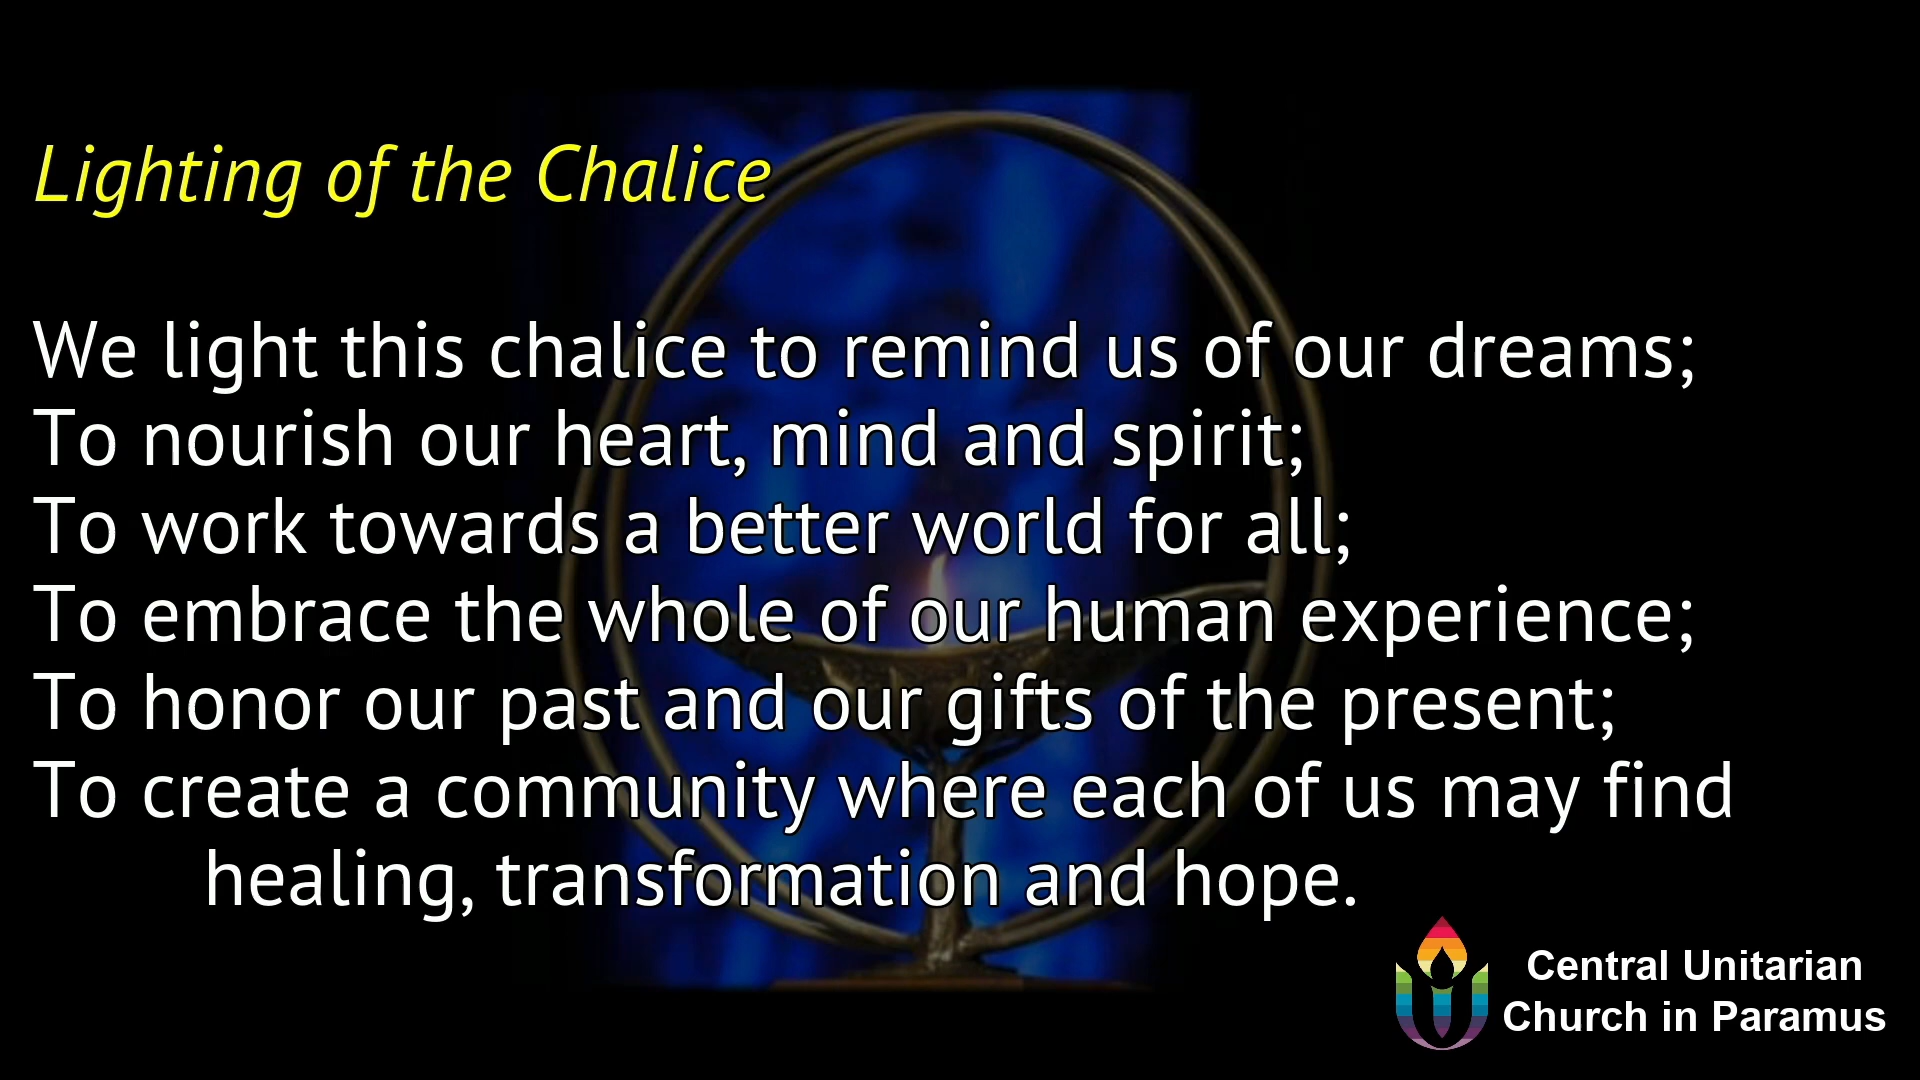 Lighting of the Chalice
We light this chalice to remind us of our dreams;
To nourish our heart, mind and spirit;
To work towards a better world for all;
To embrace the whole of our human experience;
To honor our past and our gifts of the present;
To create a community where each of us may find
healing, transformation and hope.
Central Unitarian
Church in Paramus